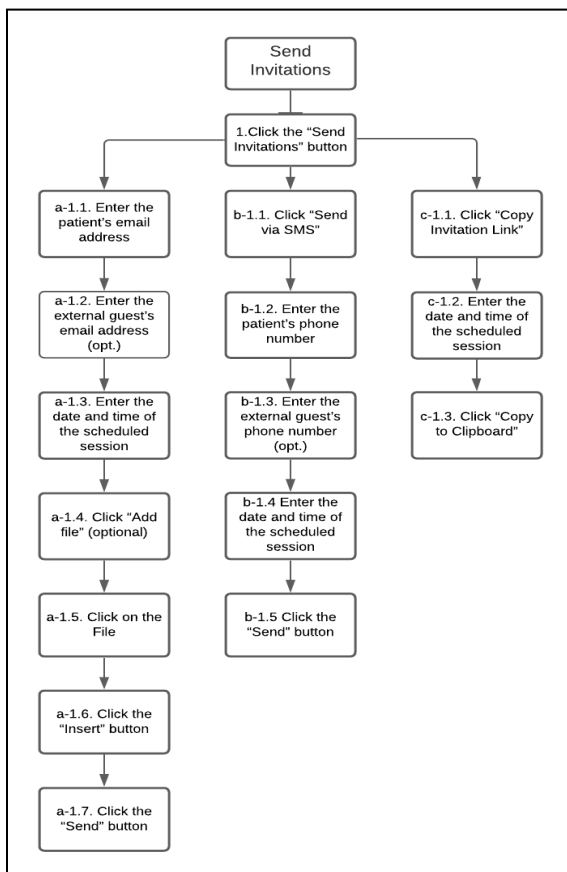 Send
Invitations
1.Click the “Send
Invitations” button
a-1.1. Enter the
patient’s email
address
a-1.2. Enter the
external guest’s
email address
(opt.)
a-1.3. Enter the
date and time of
the scheduled
session
a-1.4. Click “Add
file” (optional)
a-1.5. Click on the
File
a-1.6. Click the
“Insert” button
a-1.7. Click the
“Send” button
b-1.1. Click “Send
via SMS”
b-1.2. Enter the
patient’s phone
number
b-1.3. Enter the
external guest’s
phone number
(opt.)
b-1.4 Enter the
date and time of
the scheduled
session
b-1.5 Click the
“Send” button
c-1.1. Click “Copy
Invitation Link”
c-1.2. Enter the
date and time of
the scheduled
session
c-1.3. Click “Copy
to Clipboard”